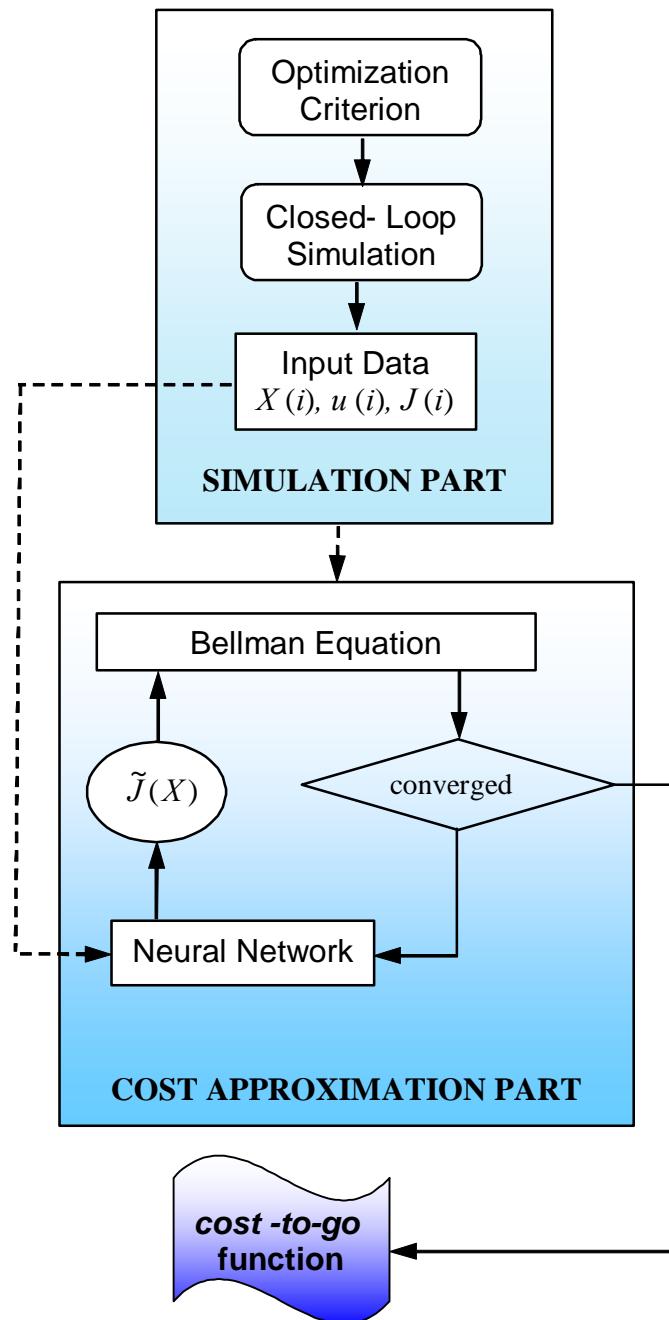 Optimization
Criterion
Closed- Loop
Simulation
Input Data
X (i), u (i), J (i)
SIMULATION PART
Bellman Equation
J̃ (X)
converged
Neural Network
COST APPROXIMATION PART
cost -to-go
function